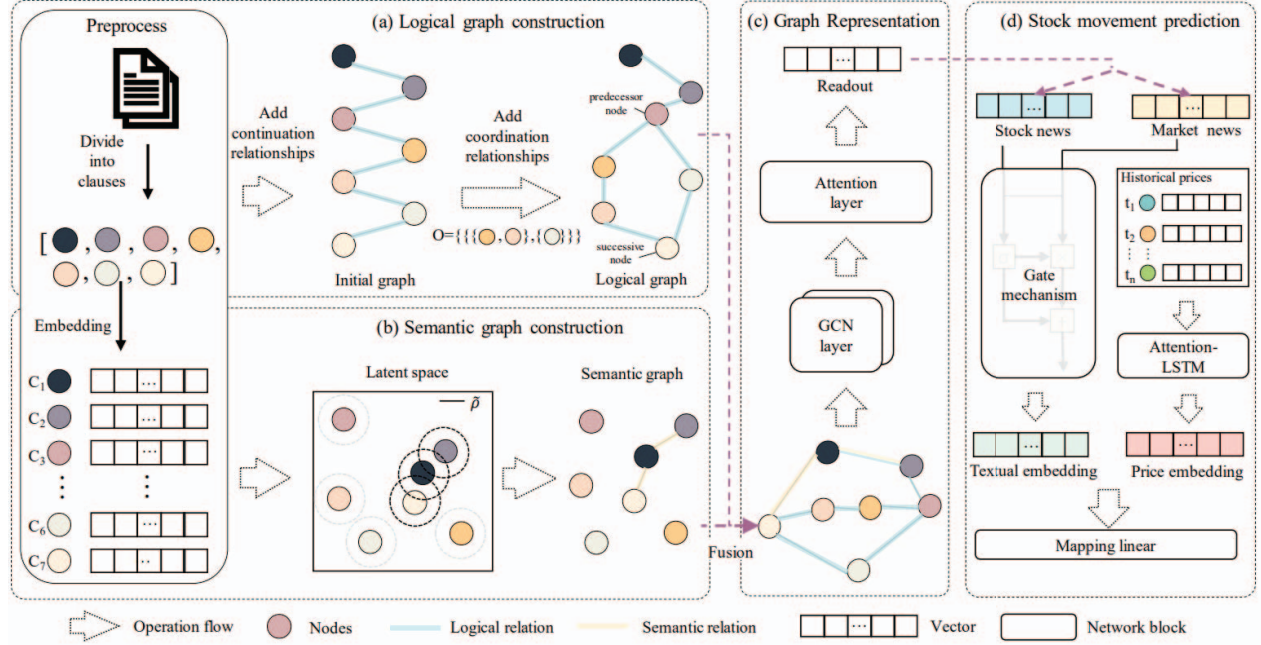 Preprocess
Divide
into
clauses
[ , , , ,
, , ]
Embedding
C1 ...
C2 ...
C3 ...
⋮ ⋮
C6 ...
C7 ..
(a) Logical graph construction
Add
continuation
relationships
Initial graph
Add
coordination
relationships
O={{{ , },{ }}}
predecessor
node
successive
node
Logical graph
(b) Semantic graph construction
Latent space
ρ̃
Semantic graph
Fusion
(c) Graph Representation
...
Readout
Attention
layer
GCN
layer
(d) Stock movement prediction
... ...
Stock news Market news
Gate
mechanism
Historical prices
t1
t2
⋮ ⋮
tn
Attention-
LSTM
... ...
Textual embedding Price embedding
Mapping linear
Operation flow Nodes Logical relation Semantic relation ... Vector Network block